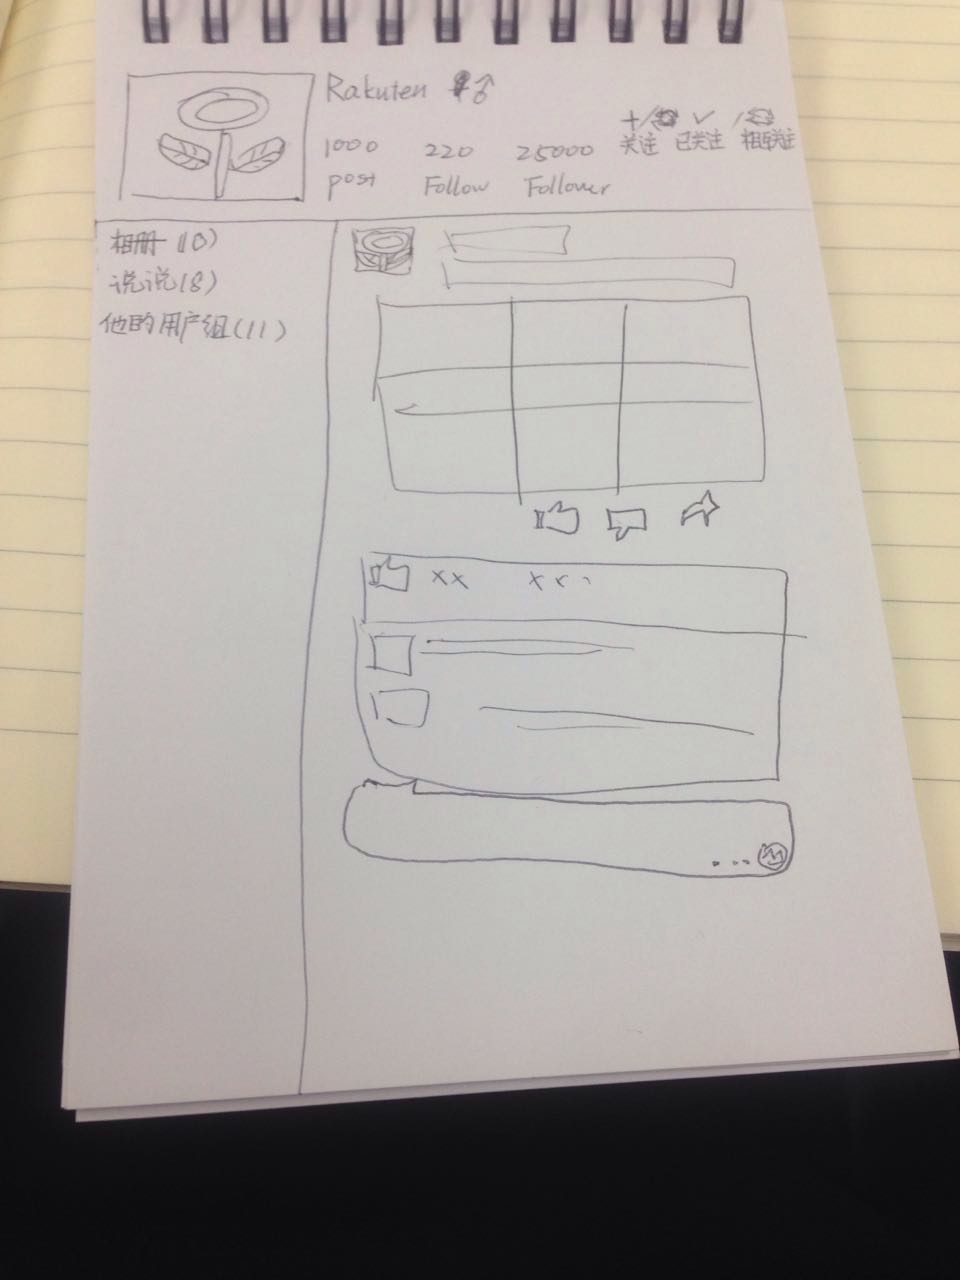 Rakuten ♂
1000 220 25000
post Follow Follower
+/ ✓ /
关注 已关注 相互关注
相册(10)
说说(8)
他的用户组(11)
xx xx